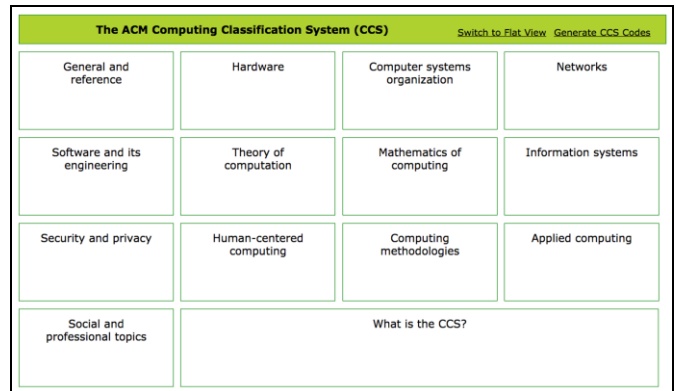 The ACM Computing Classification System (CCS) Switch to Flat View Generate CCS Codes
General and
reference
Hardware
Computer systems
organization
Networks
Software and its
engineering
Theory of
computation
Mathematics of
computing
Information systems
Security and privacy
Human-centered
computing
Computing
methodologies
Applied computing
Social and
professional topics
What is the CCS?